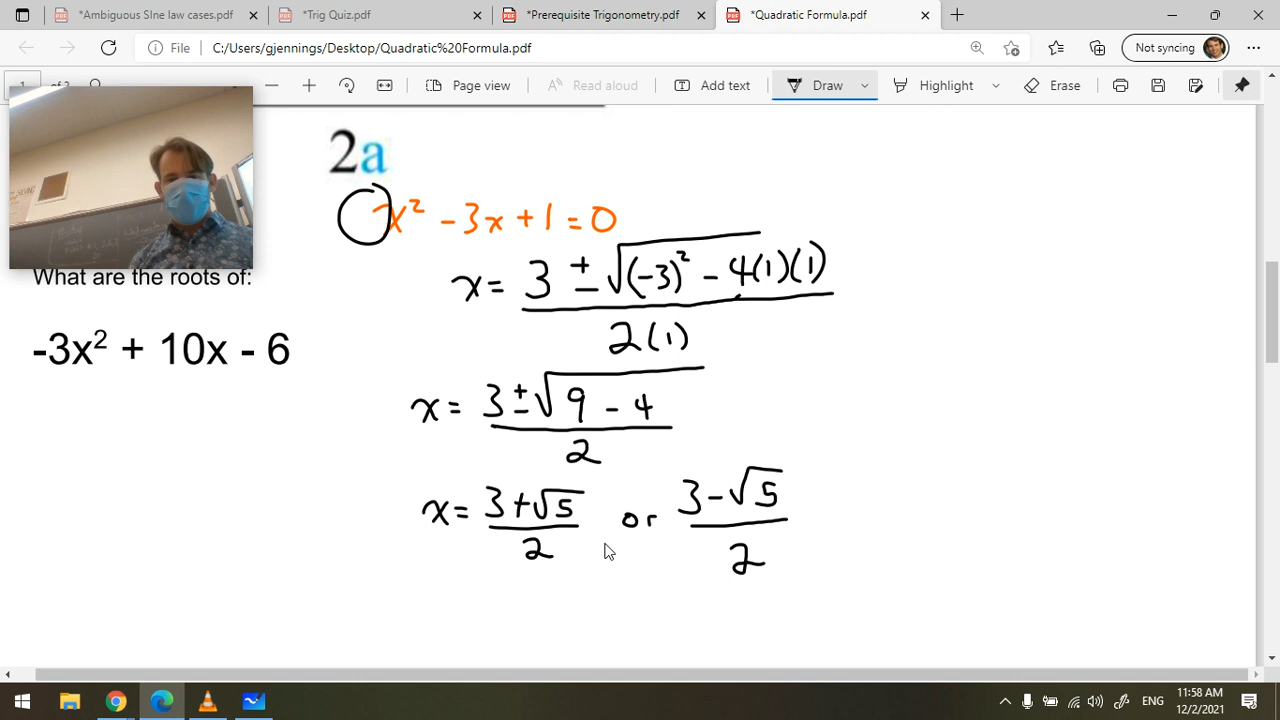 *Ambiguous SIne law cases.pdf
*Trig Quiz.pdf
*Prerequisite Trigonometry.pdf
*Quadratic Formula.pdf
File
C:/Users/gjennings/Desktop/Quadratic%20Formula.pdf
Not syncing
1
Page view
Read aloud
Add text
Draw
Highlight
Erase
2a
x² - 3x + 1 = 0
What are the roots of:
x = 3 ± √(-3)² - 4(1)(1)
2(1)
-3x² + 10x - 6
x = 3 ± √9 - 4
2
x = 3 + √5 or 3 - √5
2 2
ENG
11:58 AM
12/2/2021